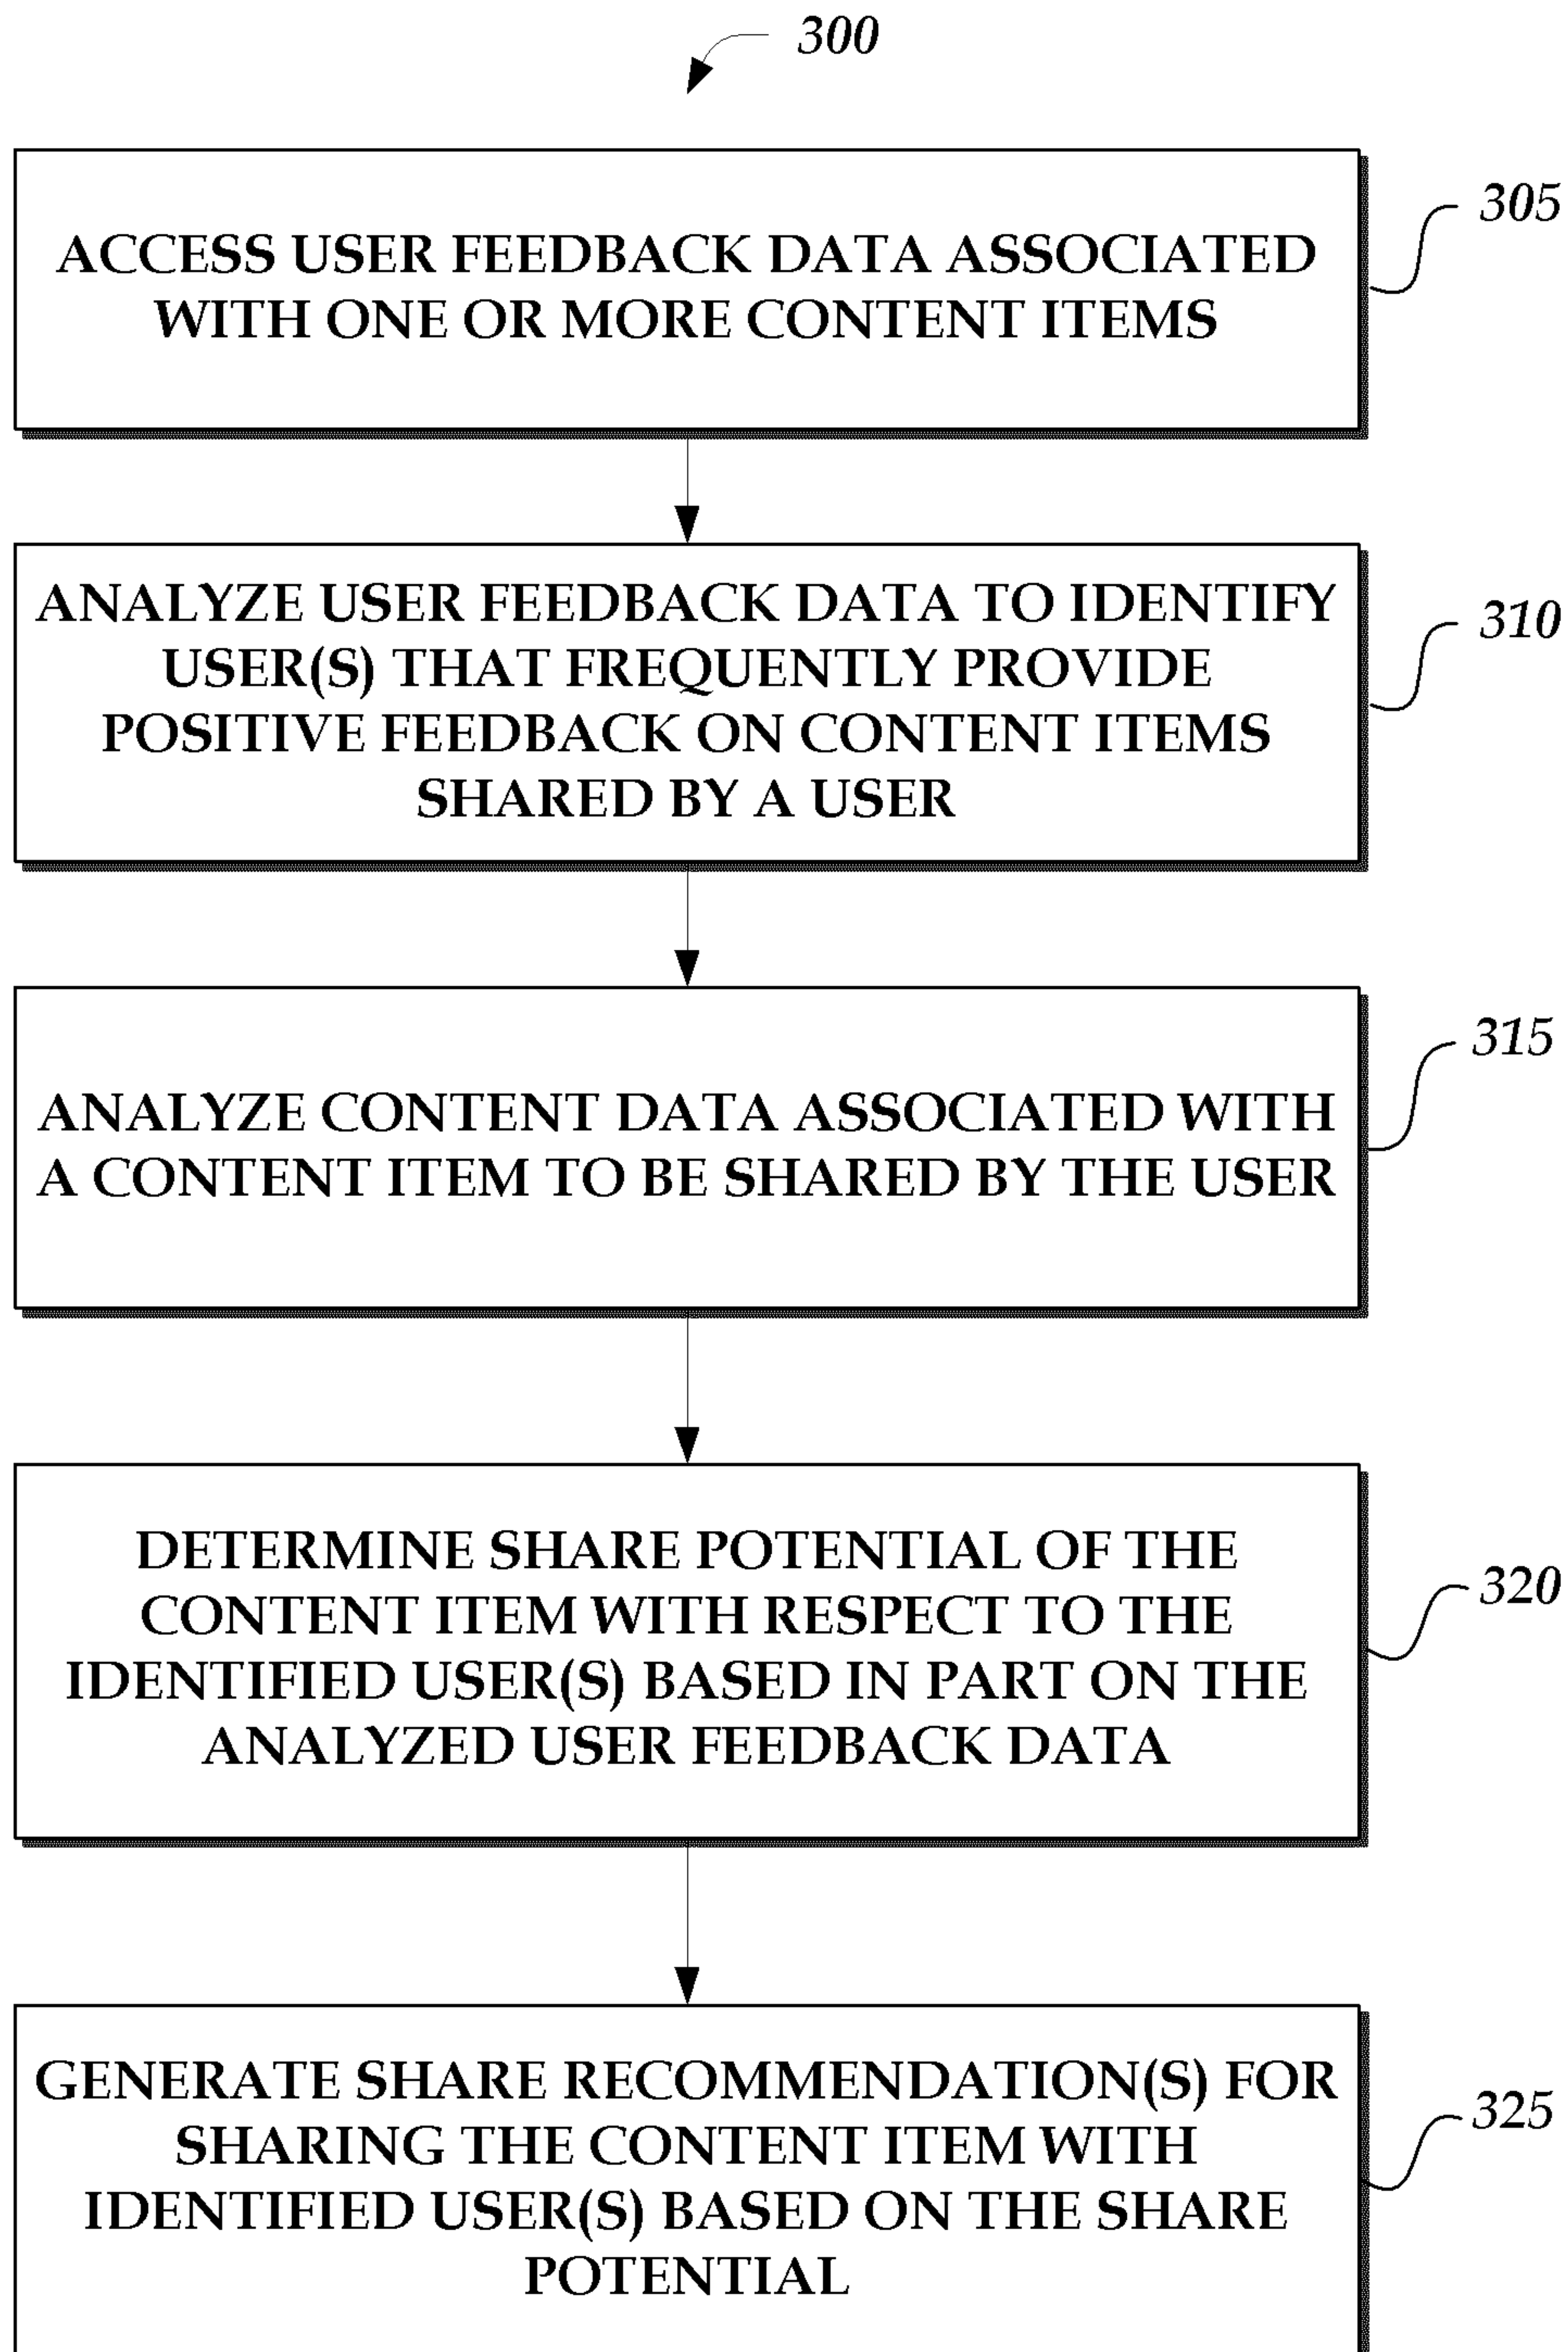 300
ACCESS USER FEEDBACK DATA ASSOCIATED
WITH ONE OR MORE CONTENT ITEMS
305
ANALYZE USER FEEDBACK DATA TO IDENTIFY
USER(S) THAT FREQUENTLY PROVIDE
POSITIVE FEEDBACK ON CONTENT ITEMS
SHARED BY A USER
310
ANALYZE CONTENT DATA ASSOCIATED WITH
A CONTENT ITEM TO BE SHARED BY THE USER
315
DETERMINE SHARE POTENTIAL OF THE
CONTENT ITEM WITH RESPECT TO THE
IDENTIFIED USER(S) BASED IN PART ON THE
ANALYZED USER FEEDBACK DATA
320
GENERATE SHARE RECOMMENDATION(S) FOR
SHARING THE CONTENT ITEM WITH
IDENTIFIED USER(S) BASED ON THE SHARE
POTENTIAL
325